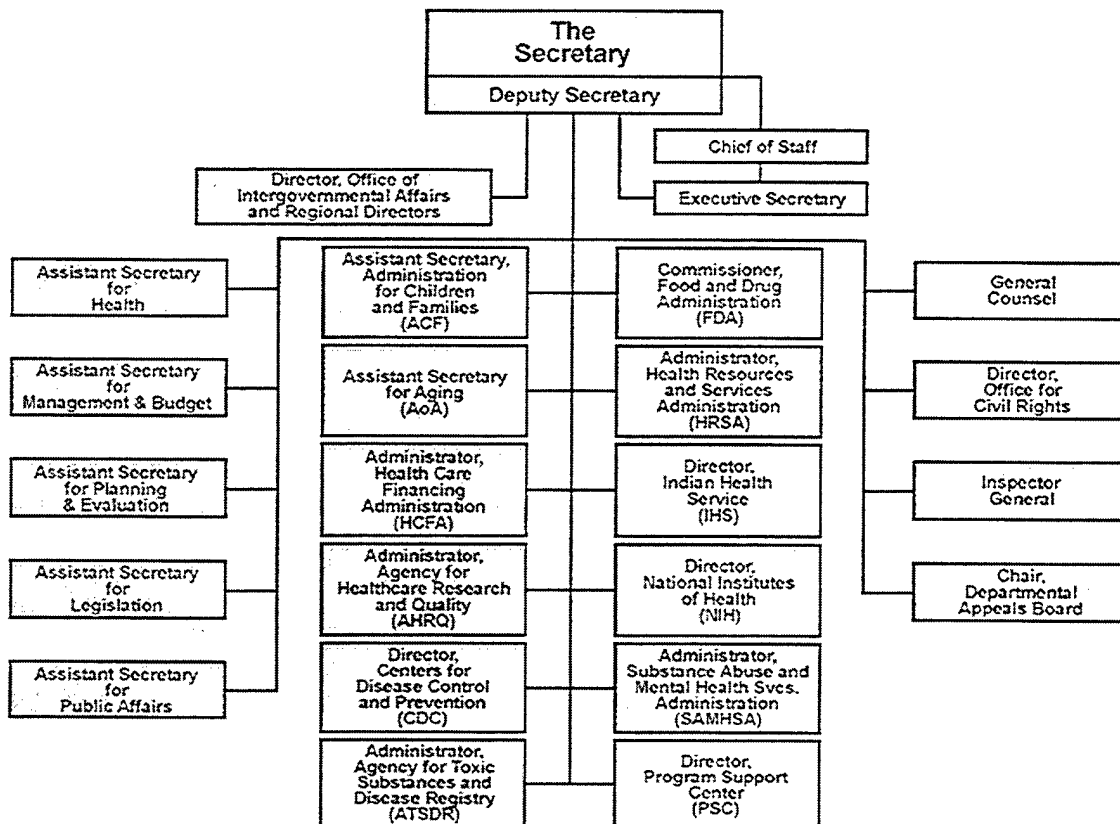 The
Secretary
Deputy Secretary
Chief of Staff
Director, Office of
Intergovernmental Affairs
and Regional Directors
Executive Secretary
Assistant Secretary
for
Health
Assistant Secretary
for
Management & Budget
Assistant Secretary
for Planning
& Evaluation
Assistant Secretary
for
Legislation
Assistant Secretary
for
Public Affairs
Assistant Secretary,
Administration
for Children
and Families
(ACF)
Assistant Secretary
for Aging
(AoA)
Administrator,
Health Care
Financing
Administration
(HCFA)
Administrator,
Agency for
Healthcare Research
and Quality
(AHRQ)
Director,
Centers for
Disease Control
and Prevention
(CDC)
Administrator,
Agency for Toxic
Substances and
Disease Registry
(ATSDR)
Commissioner,
Food and Drug
Administration
(FDA)
Administrator,
Health Resources
and Services
Administration
(HRSA)
Director,
Indian Health
Service
(IHS)
Director,
National Institutes
of Health
(NIH)
Administrator,
Substance Abuse and
Mental Health Svcs.
Administration
(SAMHSA)
Director,
Program Support
Center
(PSC)
General
Counsel
Director,
Office for
Civil Rights
Inspector
General
Chair,
Departmental
Appeals Board